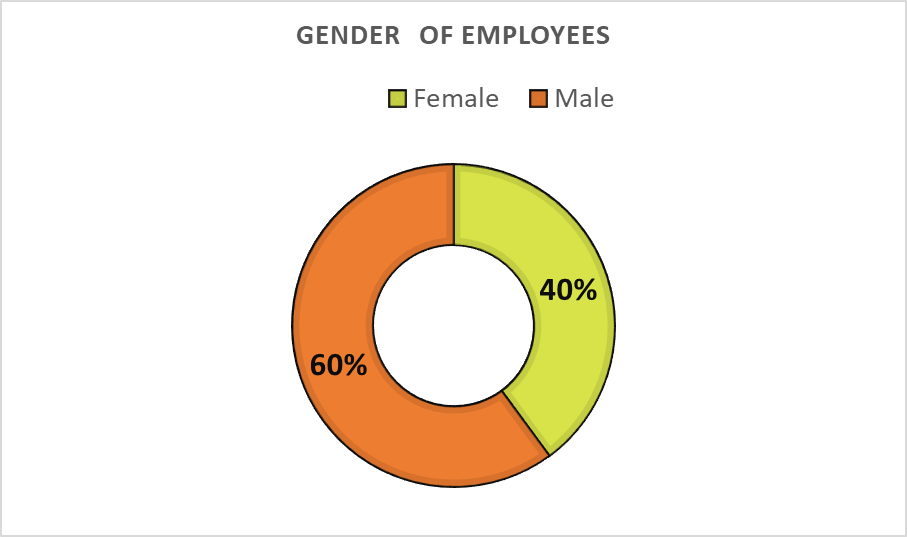 GENDER OF EMPLOYEES
Female Male
40%
60%